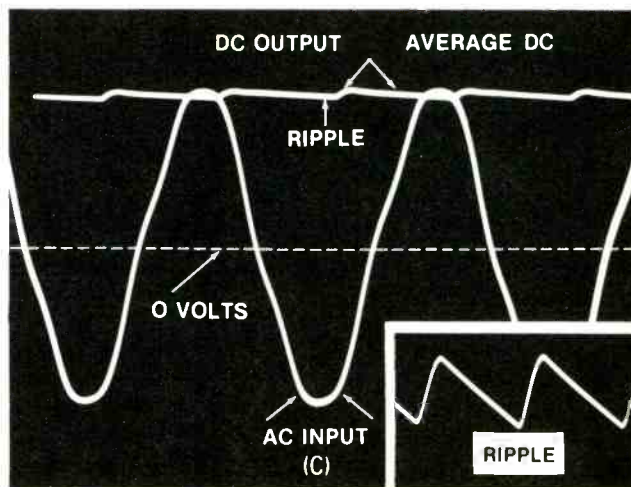 DC OUTPUT AVERAGE DC
RIPPLE
O VOLTS
AC INPUT
(C)
RIPPLE